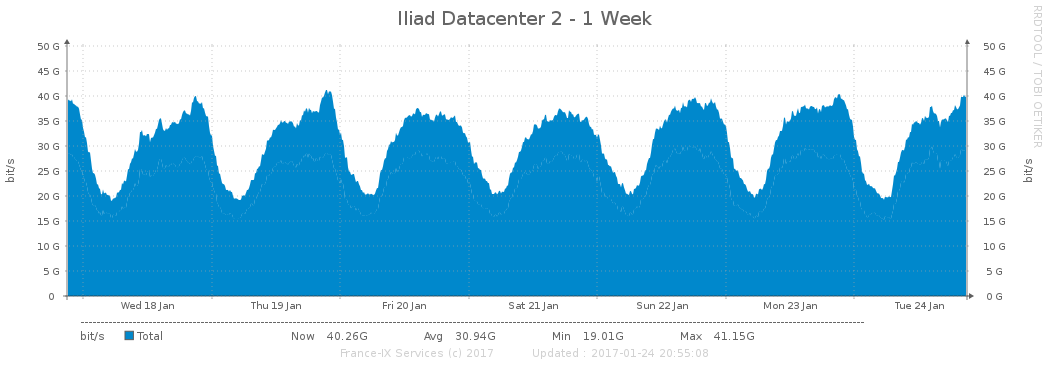 Iliad Datacenter 2 - 1 Week
RRDTOOL / TOBI OETIKER
50 G 50 G
45 G 45 G
40 G 40 G
35 G 35 G
30 G 30 G
25 G 25 G
20 G 20 G
15 G 15 G
10 G 10 G
5 G 5 G
0 0 G
bit/s
bit/s
Wed 18 Jan Thu 19 Jan Fri 20 Jan Sat 21 Jan Sun 22 Jan Mon 23 Jan Tue 24 Jan
bit/s Total Now 40.26G Avg 30.94G Min 19.01G Max 41.15G
France-IX Services (c) 2017 Updated : 2017-01-24 20:55:08